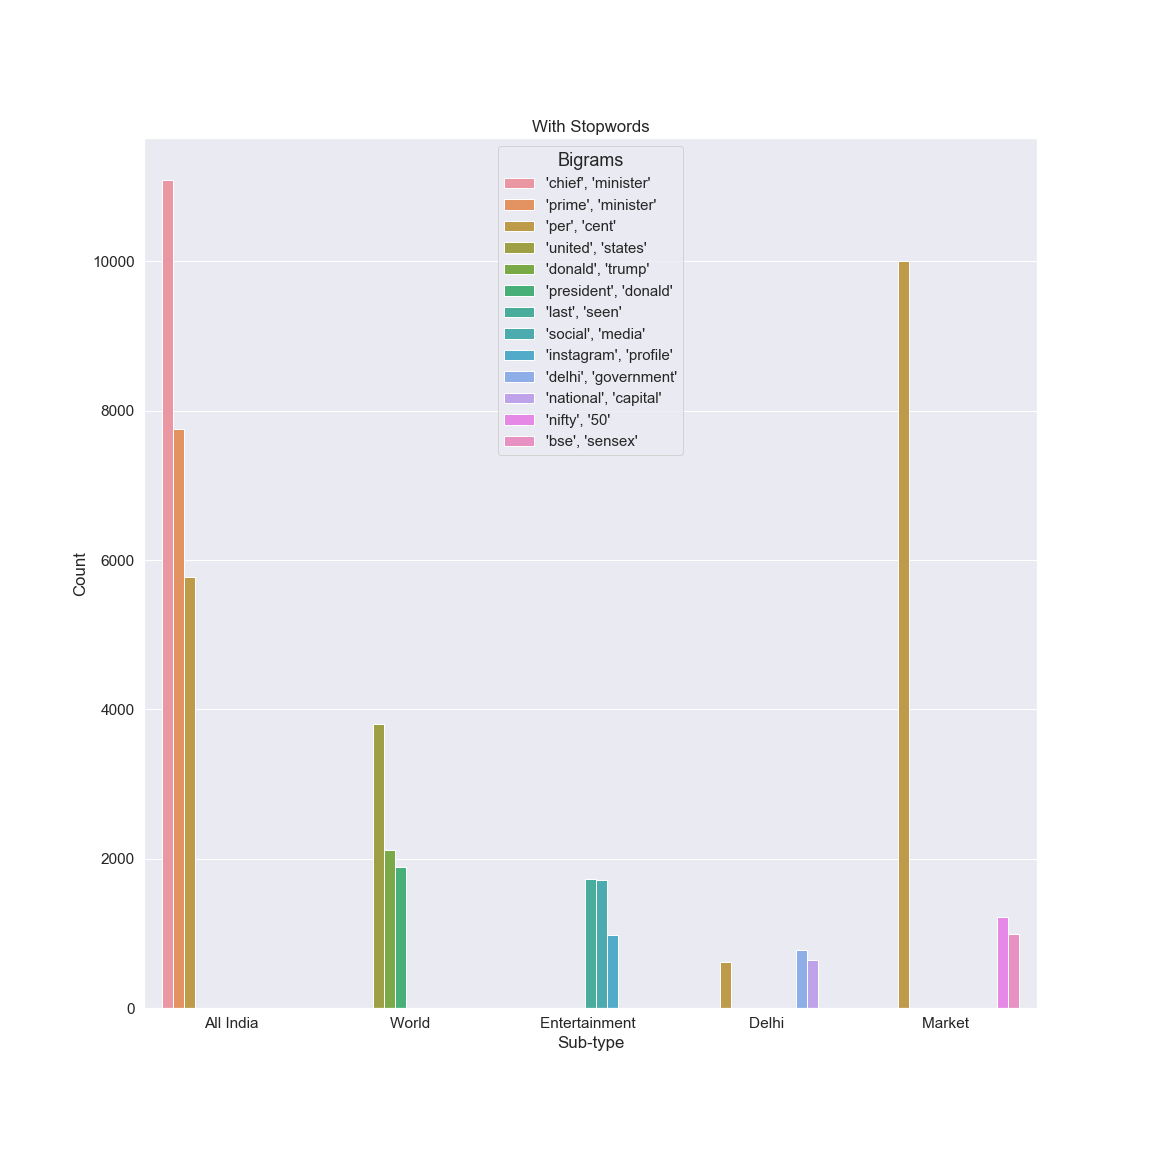 With Stopwords
Bigrams
'chief', 'minister'
'prime', 'minister'
'per', 'cent'
'united', 'states'
'donald', 'trump'
'president', 'donald'
'last', 'seen'
'social', 'media'
'instagram', 'profile'
'delhi', 'government'
'national', 'capital'
'nifty', '50'
'bse', 'sensex'
10000
8000
6000
4000
2000
0
Count
All India World Entertainment Delhi Market
Sub-type